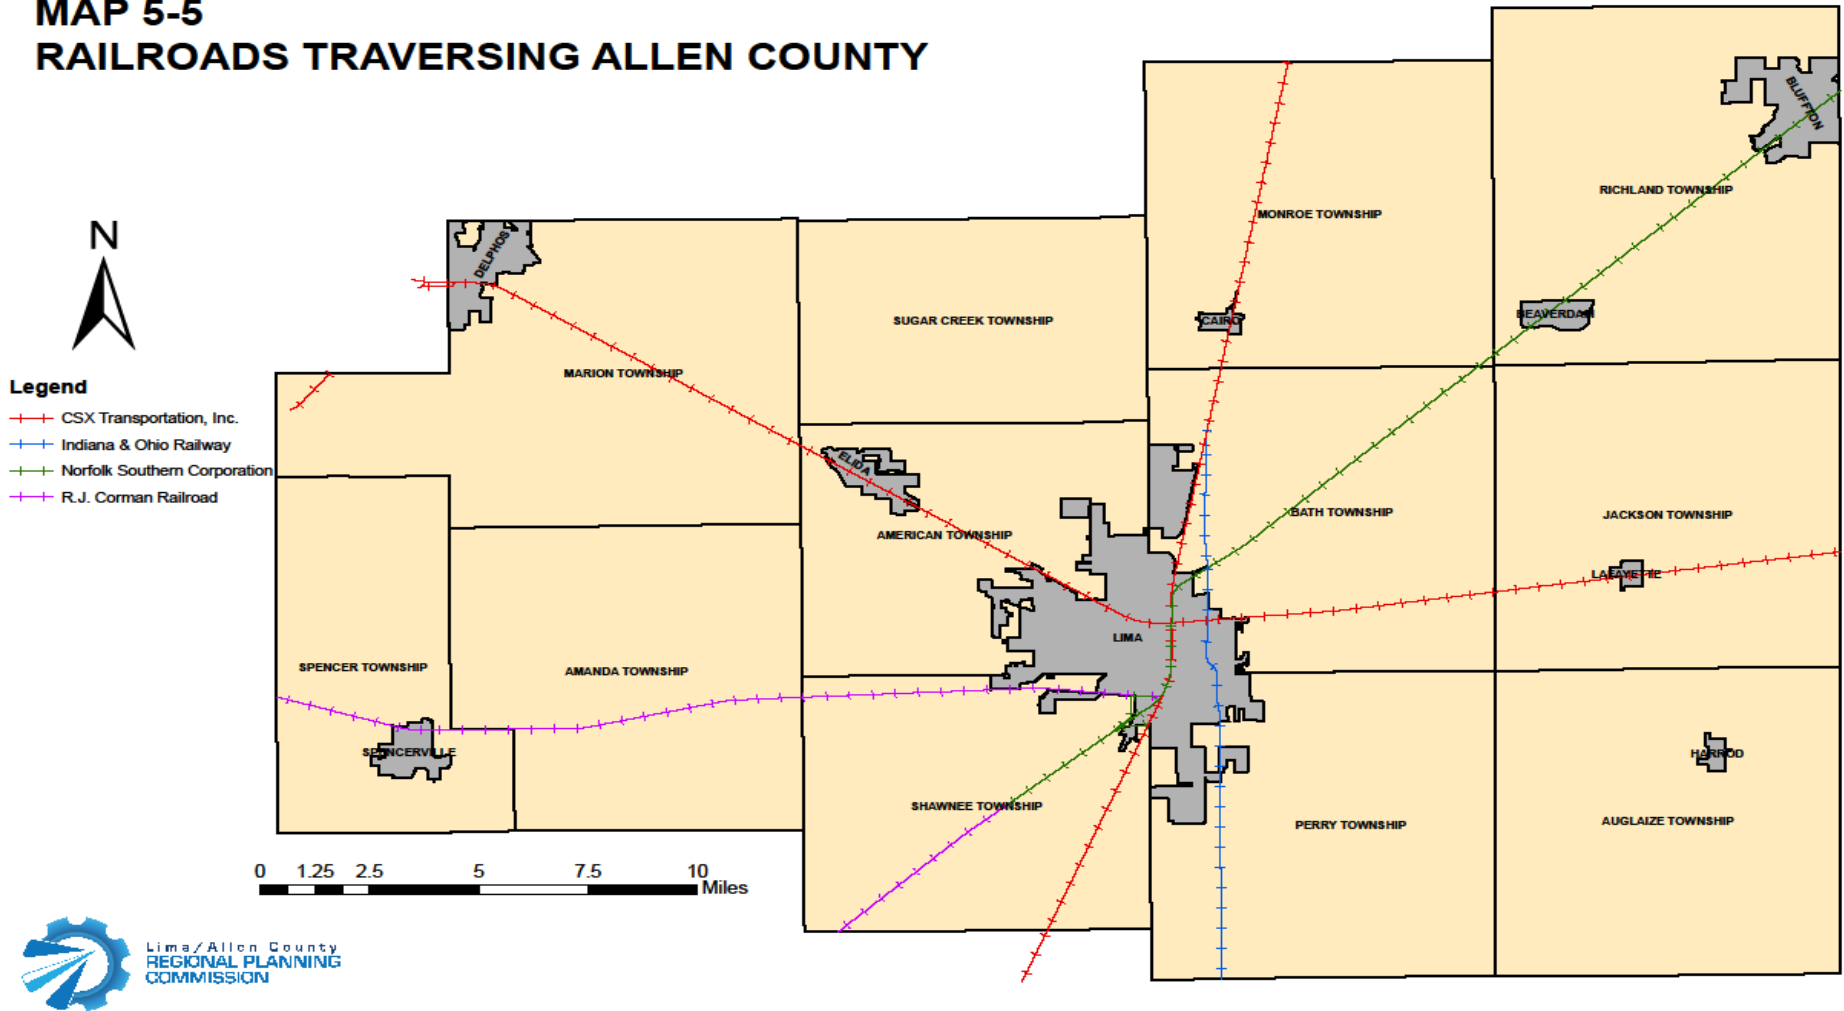 MAP 5-5
RAILROADS TRAVERSING ALLEN COUNTY
N
Legend
CSX Transportation, Inc.
Indiana & Ohio Railway
Norfolk Southern Corporation
R.J. Corman Railroad
BLUFFTON
RICHLAND TOWNSHIP
MONROE TOWNSHIP
DELPHOS
SUGAR CREEK TOWNSHIP
CAIRO
BEAVERDAM
MARION TOWNSHIP
ELIDA
AMERICAN TOWNSHIP
BATH TOWNSHIP
JACKSON TOWNSHIP
LAFAYETTE
LIMA
SPENCER TOWNSHIP
AMANDA TOWNSHIP
SPENCERVILLE
HARROD
SHAWNEE TOWNSHIP
PERRY TOWNSHIP
AUGLAIZE TOWNSHIP
0 1.25 2.5 5 7.5 10
Miles
Lima/Allen County
REGIONAL PLANNING
COMMISSION